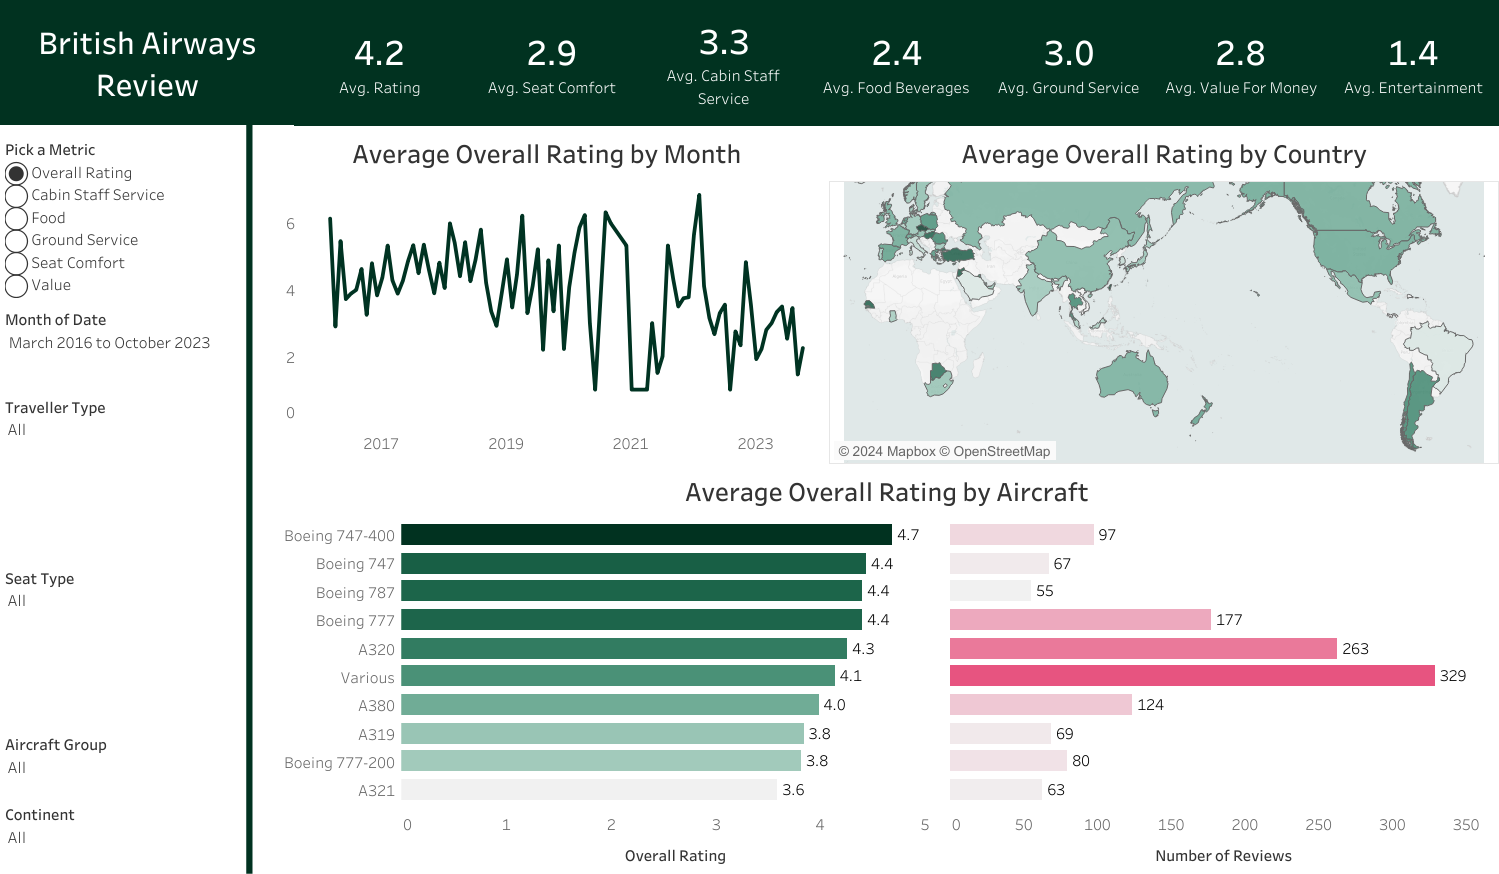 British Airways
Review
4.2
Avg. Rating
2.9
Avg. Seat Comfort
3.3
Avg. Cabin Staff
Service
2.4
Avg. Food Beverages
3.0
Avg. Ground Service
2.8
Avg. Value For Money
1.4
Avg. Entertainment
Pick a Metric
Overall Rating
Cabin Staff Service
Food
Ground Service
Seat Comfort
Value
Month of Date
March 2016 to October 2023
Traveller Type
All
Seat Type
All
Aircraft Group
All
Continent
All
Average Overall Rating by Month
6
4
2
0
2017 2019 2021 2023
Average Overall Rating by Country
© 2024 Mapbox © OpenStreetMap
Average Overall Rating by Aircraft
Boeing 747-400 4.7 97
Boeing 747 4.4 67
Boeing 787 4.4 55
Boeing 777 4.4 177
A320 4.3 263
Various 4.1 329
A380 4.0 124
A319 3.8 69
Boeing 777-200 3.8 80
A321 3.6 63
0 1 2 3 4 5 0 50 100 150 200 250 300 350
Overall Rating
Number of Reviews